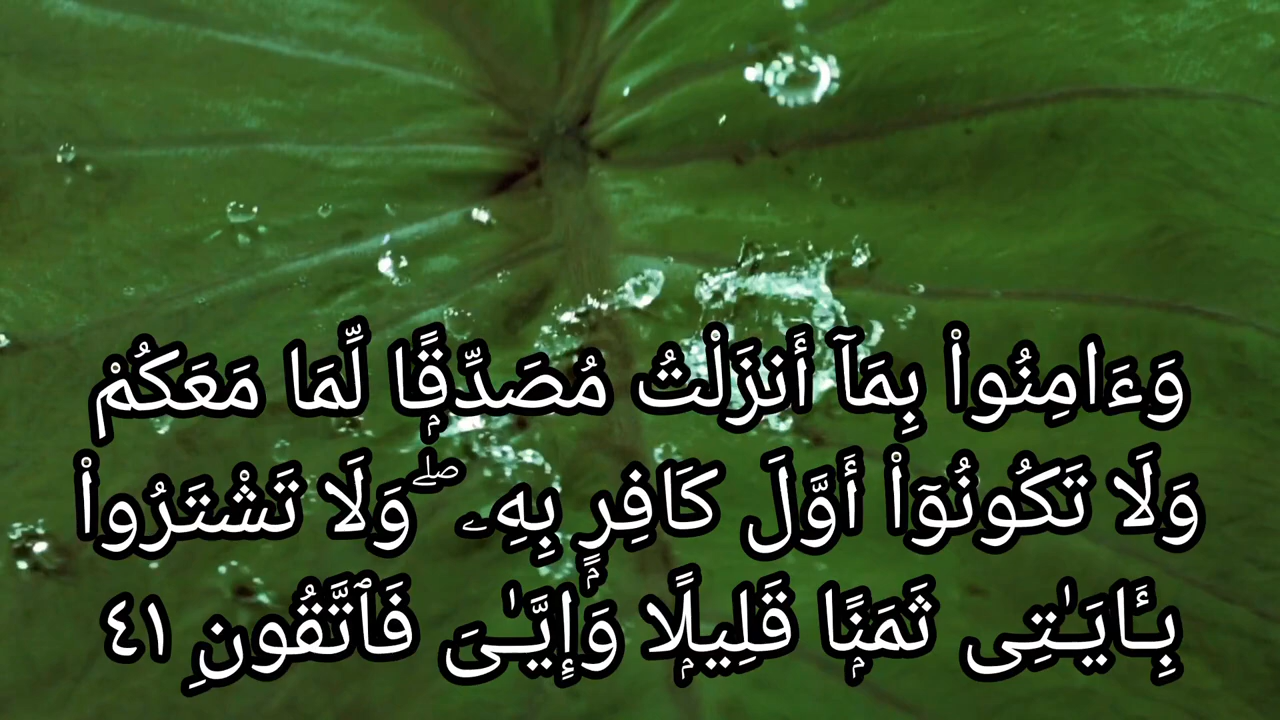 وَءَامِنُوا۟ بِمَآ أَنزَلْتُ مُصَدِّقًۭا لِّمَا مَعَكُمْ
وَلَا تَكُونُوٓا۟ أَوَّلَ كَافِرٍۭ بِهِۦ ۖ وَلَا تَشْتَرُوا۟
بِـَٔايَـٰتِى ثَمَنًۭا قَلِيلًۭا وَإِيَّـٰىَ فَٱتَّقُونِ ٤١